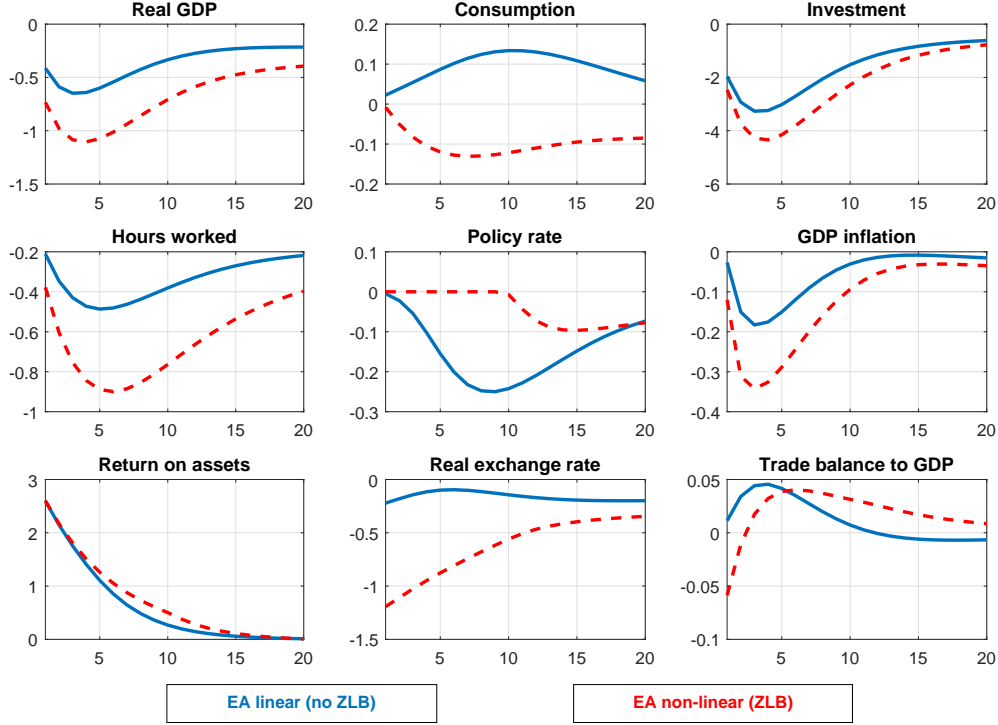 Real GDP
0
-0.5
-1
-1.5
5 10 15 20
Consumption
0.2
0.1
0
-0.1
-0.2
5 10 15 20
Investment
0
-2
-4
-6
5 10 15 20
Hours worked
-0.2
-0.4
-0.6
-0.8
-1
5 10 15 20
Policy rate
0.1
0
-0.1
-0.2
-0.3
5 10 15 20
GDP inflation
0
-0.1
-0.2
-0.3
-0.4
5 10 15 20
Return on assets
3
2
1
0
5 10 15 20
Real exchange rate
0
-0.5
-1
-1.5
5 10 15 20
Trade balance to GDP
0.05
0
-0.05
-0.1
5 10 15 20
EA linear (no ZLB)
EA non-linear (ZLB)